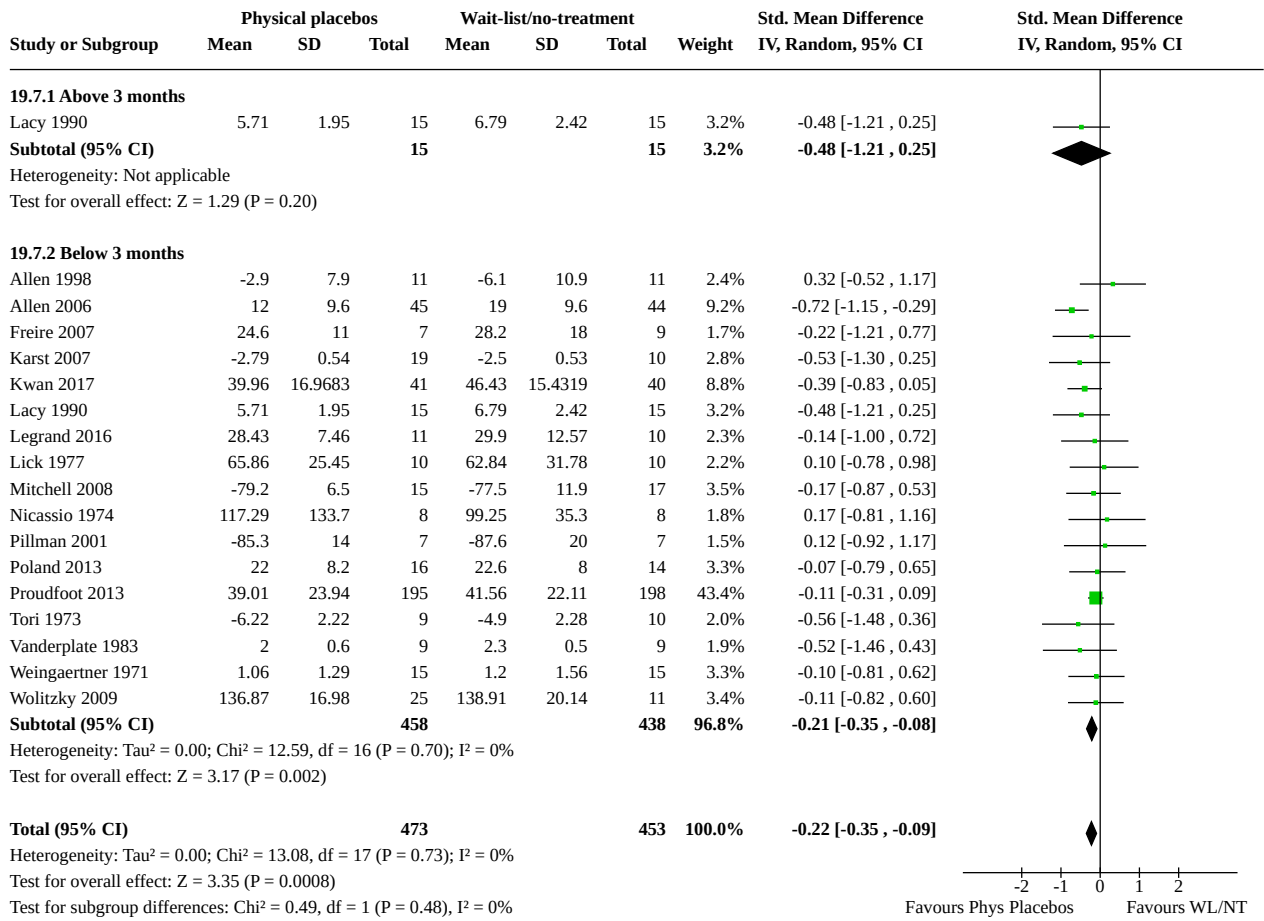 Physical placebos Wait-list/no-treatment Std. Mean Difference Std. Mean Difference
Study or Subgroup Mean SD Total Mean SD Total Weight IV, Random, 95% CI IV, Random, 95% CI
19.7.1 Above 3 months
Lacy 1990 5.71 1.95 15 6.79 2.42 15 3.2% -0.48 [-1.21 , 0.25]
Subtotal (95% CI) 15 15 3.2% -0.48 [-1.21 , 0.25]
Heterogeneity: Not applicable
Test for overall effect: Z = 1.29 (P = 0.20)
19.7.2 Below 3 months
Allen 1998 -2.9 7.9 11 -6.1 10.9 11 2.4% 0.32 [-0.52 , 1.17]
Allen 2006 12 9.6 45 19 9.6 44 9.2% -0.72 [-1.15 , -0.29]
Freire 2007 24.6 11 7 28.2 18 9 1.7% -0.22 [-1.21 , 0.77]
Karst 2007 -2.79 0.54 19 -2.5 0.53 10 2.8% -0.53 [-1.30 , 0.25]
Kwan 2017 39.96 16.9683 41 46.43 15.4319 40 8.8% -0.39 [-0.83 , 0.05]
Lacy 1990 5.71 1.95 15 6.79 2.42 15 3.2% -0.48 [-1.21 , 0.25]
Legrand 2016 28.43 7.46 11 29.9 12.57 10 2.3% -0.14 [-1.00 , 0.72]
Lick 1977 65.86 25.45 10 62.84 31.78 10 2.2% 0.10 [-0.78 , 0.98]
Mitchell 2008 -79.2 6.5 15 -77.5 11.9 17 3.5% -0.17 [-0.87 , 0.53]
Nicassio 1974 117.29 133.7 8 99.25 35.3 8 1.8% 0.17 [-0.81 , 1.16]
Pillman 2001 -85.3 14 7 -87.6 20 7 1.5% 0.12 [-0.92 , 1.17]
Poland 2013 22 8.2 16 22.6 8 14 3.3% -0.07 [-0.79 , 0.65]
Proudfoot 2013 39.01 23.94 195 41.56 22.11 198 43.4% -0.11 [-0.31 , 0.09]
Tori 1973 -6.22 2.22 9 -4.9 2.28 10 2.0% -0.56 [-1.48 , 0.36]
Vanderplate 1983 2 0.6 9 2.3 0.5 9 1.9% -0.52 [-1.46 , 0.43]
Weingaertner 1971 1.06 1.29 15 1.2 1.56 15 3.3% -0.10 [-0.81 , 0.62]
Wolitzky 2009 136.87 16.98 25 138.91 20.14 11 3.4% -0.11 [-0.82 , 0.60]
Subtotal (95% CI) 458 438 96.8% -0.21 [-0.35 , -0.08]
Heterogeneity: Tau² = 0.00; Chi² = 12.59, df = 16 (P = 0.70); I² = 0%
Test for overall effect: Z = 3.17 (P = 0.002)
Total (95% CI) 473 453 100.0% -0.22 [-0.35 , -0.09]
Heterogeneity: Tau² = 0.00; Chi² = 13.08, df = 17 (P = 0.73); I² = 0%
Test for overall effect: Z = 3.35 (P = 0.0008)
-2 -1 0 1 2
Test for subgroup differences: Chi² = 0.49, df = 1 (P = 0.48), I² = 0% Favours Phys Placebo Favours WL/NT